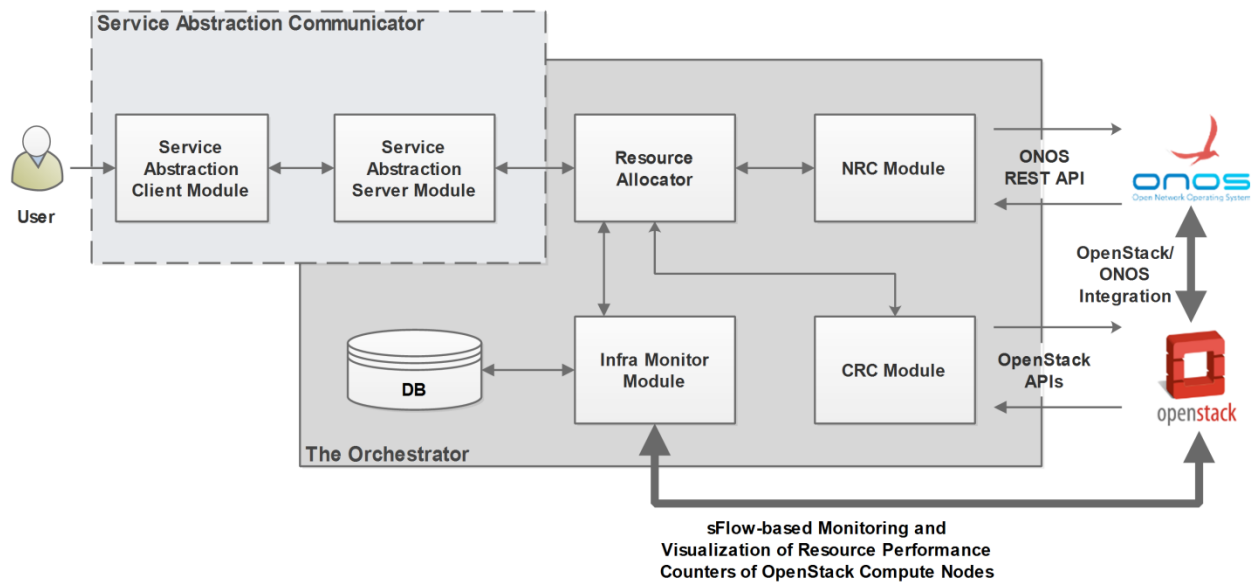 Service Abstraction Communicator
User
Service
Abstraction
Client Module
Service
Abstraction
Server Module
Resource
Allocator
NRC Module
ONOS
REST API
onos
Open Network Operating System
OpenStack/
ONOS
Integration
DB
Infra Monitor
Module
CRC Module
OpenStack
APIs
openstack
The Orchestrator
sFlow-based Monitoring and
Visualization of Resource Performance
Counters of OpenStack Compute Nodes